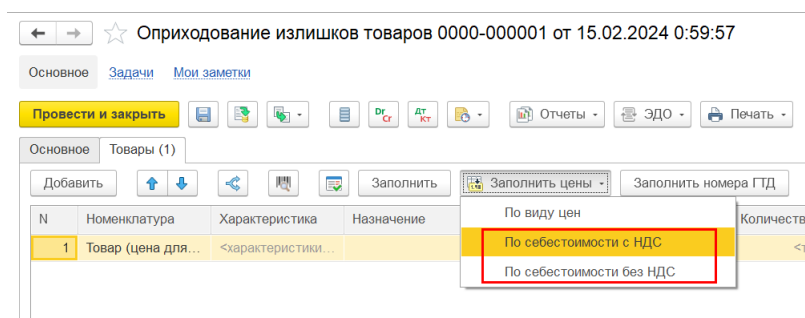 Оприходование излишков товаров 0000-000001 от 15.02.2024 0:59:57
Основное Задачи Мои заметки
Провести и закрыть Dr Cr Дт Кт Отчеты ЭДО Печать
Основное Товары (1)
Добавить Заполнить Заполнить цены Заполнить номера ГТД
N Номенклатура Характеристика Назначение Количеств
По виду цен
1 Товар (цена для... <характеристики... <т
По себестоимости с НДС
По себестоимости без НДС